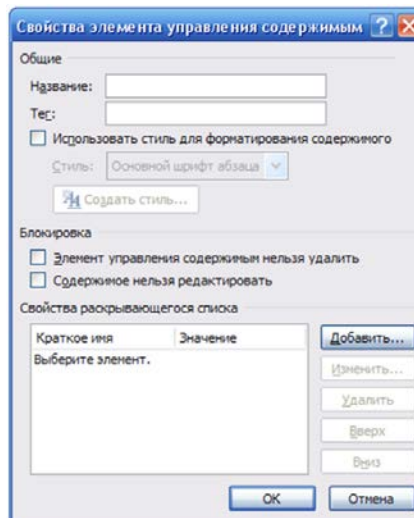 Свойства элемента управления содержимым
Общие
Название:
Тег:
Использовать стиль для форматирования содержимого
Стиль: Основной шрифт абзаца
Создать стиль...
Блокировка
Элемент управления содержимым нельзя удалить
Содержимое нельзя редактировать
Свойства раскрывающегося списка
Краткое имя Значение Добавить...
Выберите элемент.
Изменить...
Удалить
Вверх
Вниз
ОК Отмена